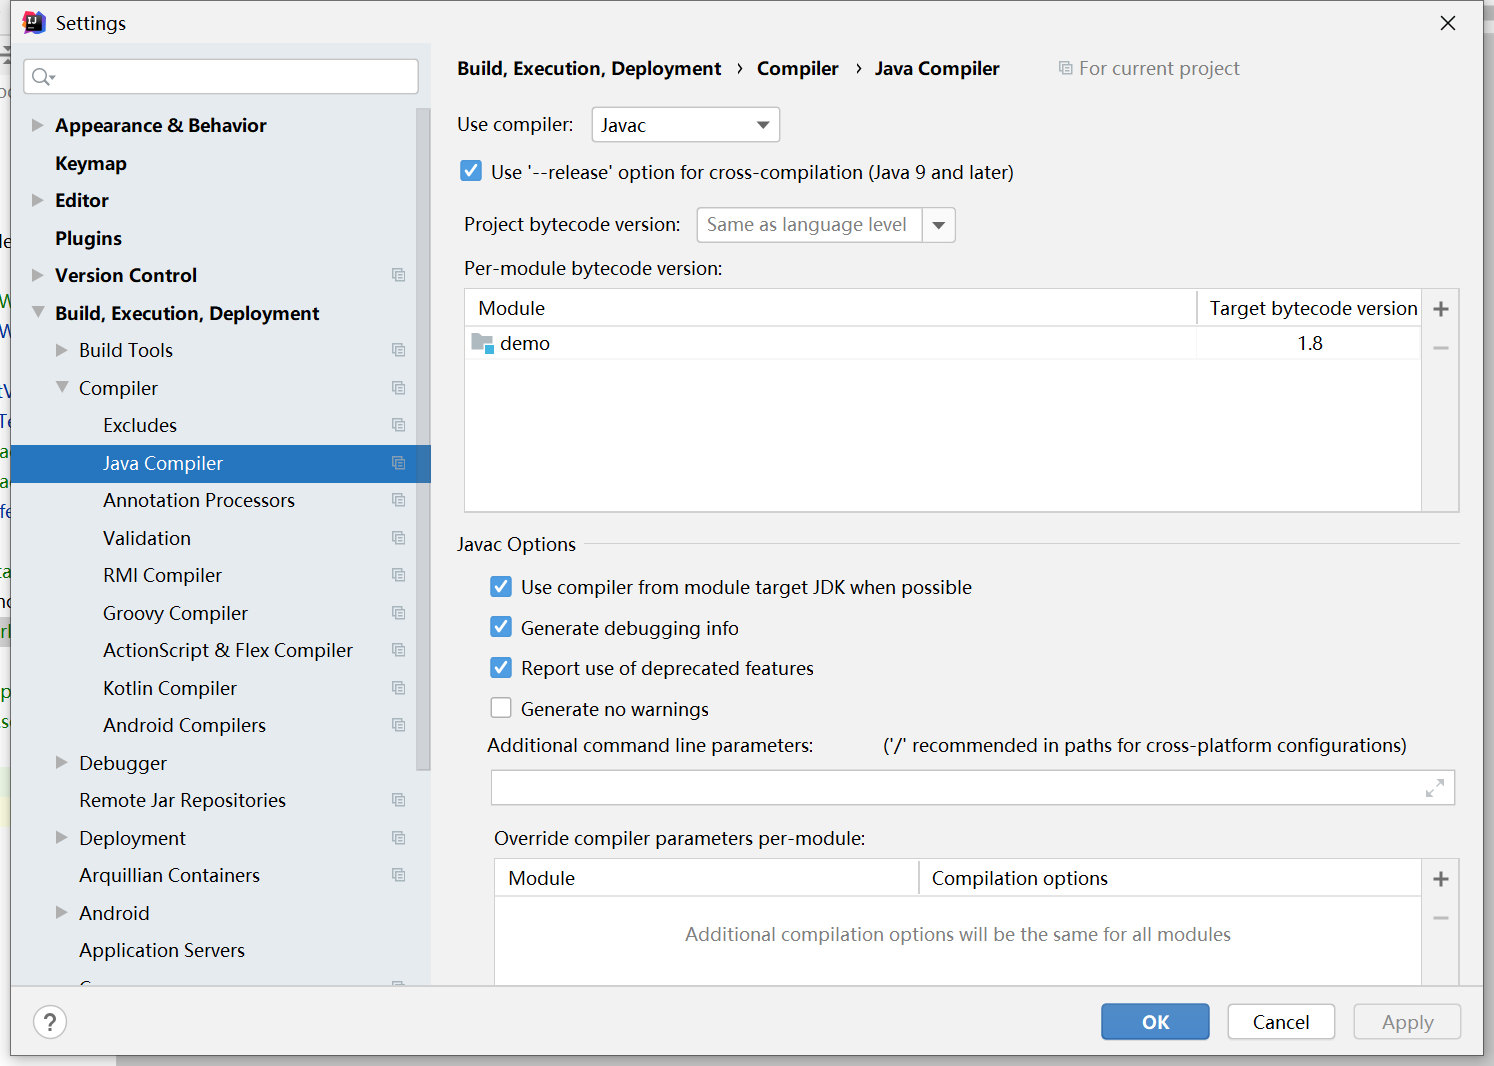 Settings
Appearance & Behavior
Keymap
Editor
Plugins
Version Control
Build, Execution, Deployment
Build Tools
Compiler
Excludes
Java Compiler
Annotation Processors
Validation
RMI Compiler
Groovy Compiler
ActionScript & Flex Compiler
Kotlin Compiler
Android Compilers
Debugger
Remote Jar Repositories
Deployment
Arquillian Containers
Android
Application Servers
Build, Execution, Deployment › Compiler › Java Compiler For current project
Use compiler: Javac
Use '--release' option for cross-compilation (Java 9 and later)
Project bytecode version: Same as language level
Per-module bytecode version:
Module Target bytecode version
demo 1.8
Javac Options
Use compiler from module target JDK when possible
Generate debugging info
Report use of deprecated features
Generate no warnings
Additional command line parameters: ('/' recommended in paths for cross-platform configurations)
Override compiler parameters per-module:
Module Compilation options
Additional compilation options will be the same for all modules
? OK Cancel Apply